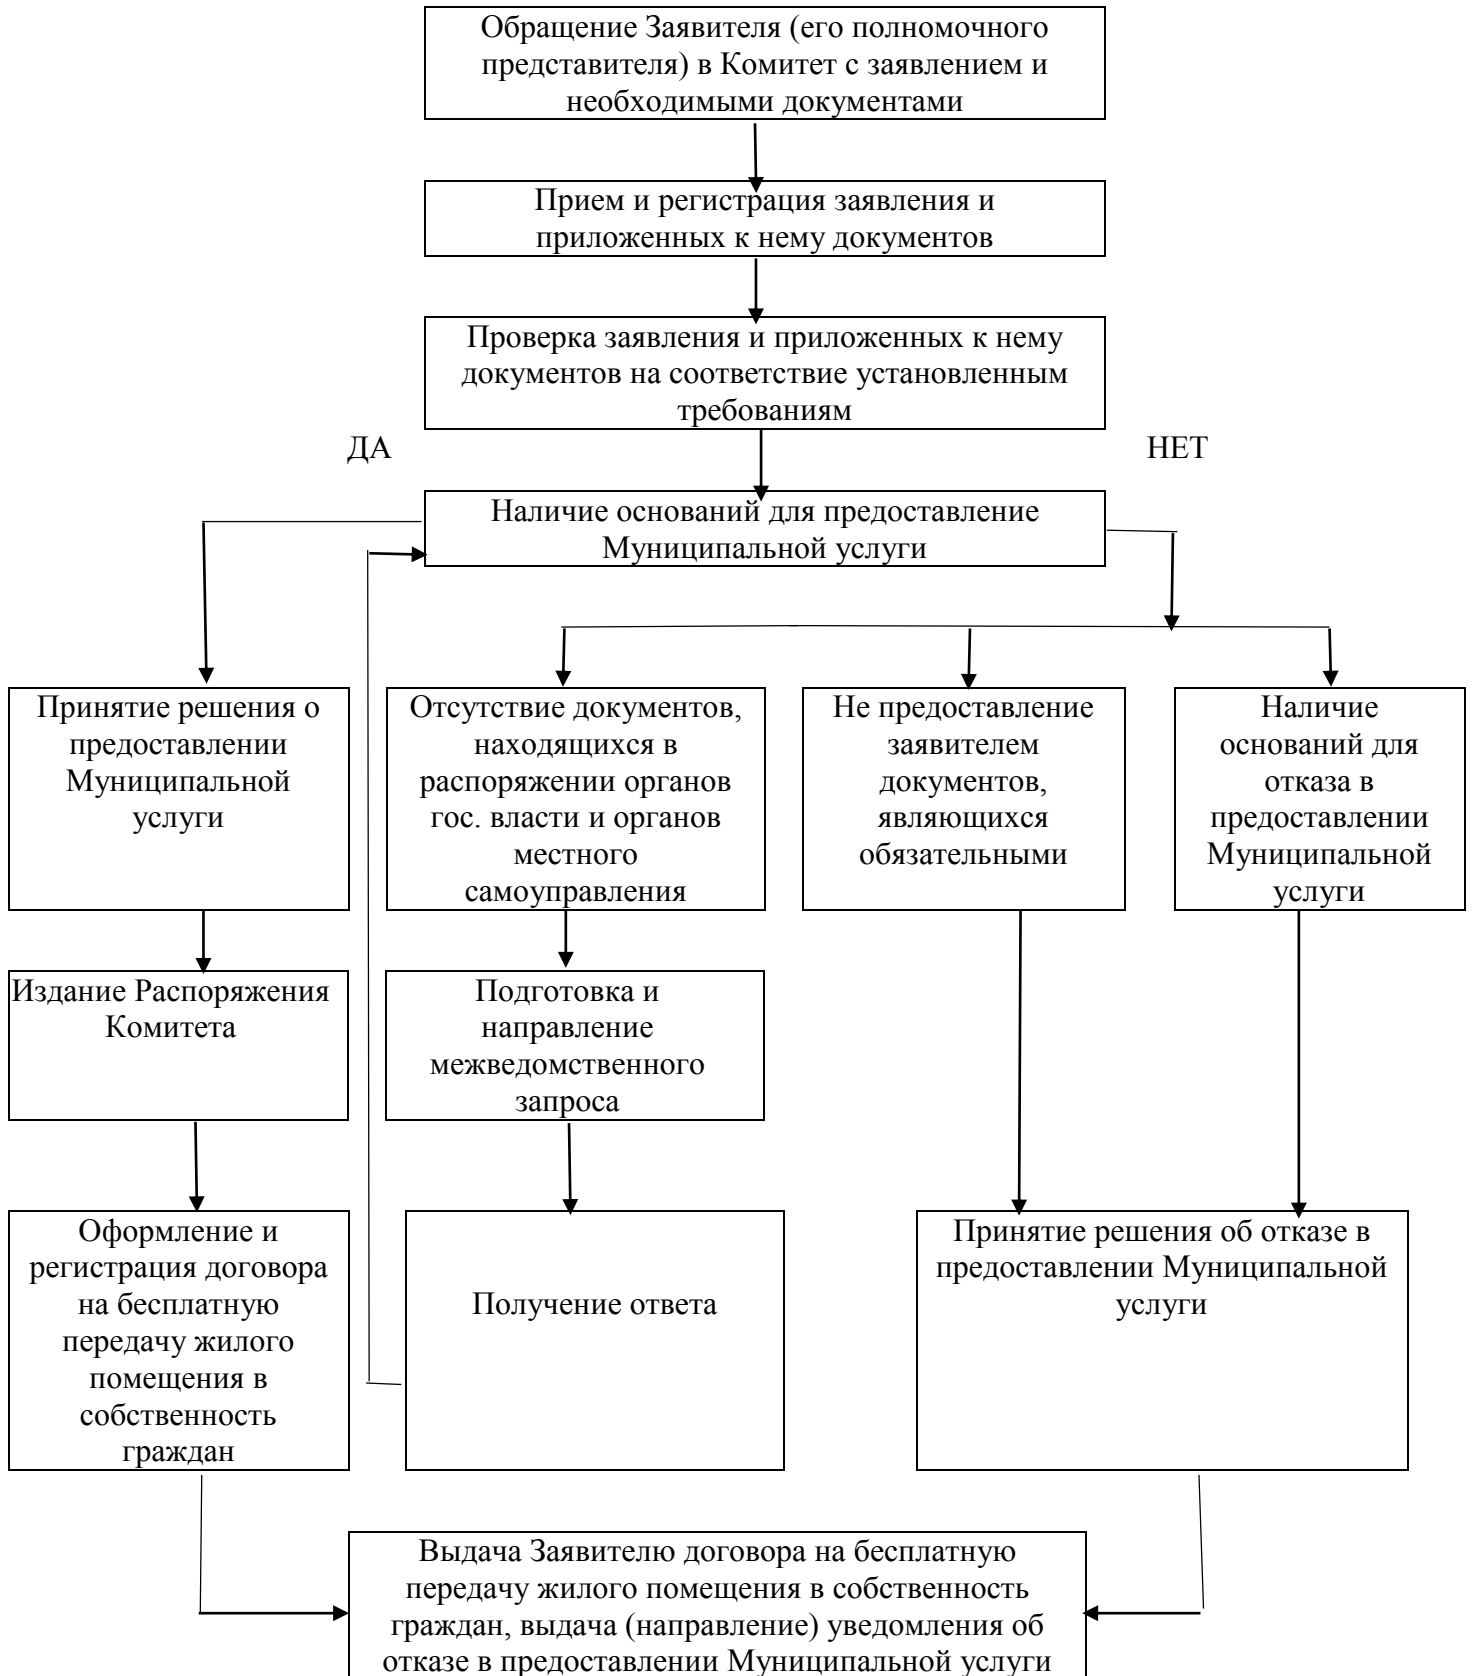 Обращение Заявителя (его полномочного
представителя) в Комитет с заявлением и
необходимыми документами
Прием и регистрация заявления и
приложенных к нему документов
Проверка заявления и приложенных к нему
документов на соответствие установленным
требованиям
ДА
НЕТ
Наличие оснований для предоставление
Муниципальной услуги
Принятие решения о
предоставлении
Муниципальной
услуги
Отсутствие документов,
находящихся в
распоряжении органов
гос. власти и органов
местного
самоуправления
Не предоставление
заявителем
документов,
являющихся
обязательными
Наличие
оснований для
отказа в
предоставлении
Муниципальной
услуги
Издание Распоряжения
Комитета
Подготовка и
направление
межведомственного
запроса
Оформление и
регистрация договора
на бесплатную
передачу жилого
помещения в
собственность
граждан
Получение ответа
Принятие решения об отказе в
предоставлении Муниципальной
услуги
Выдача Заявителю договора на бесплатную
передачу жилого помещения в собственность
граждан, выдача (направление) уведомления об
отказе в предоставлении Муниципальной услуги